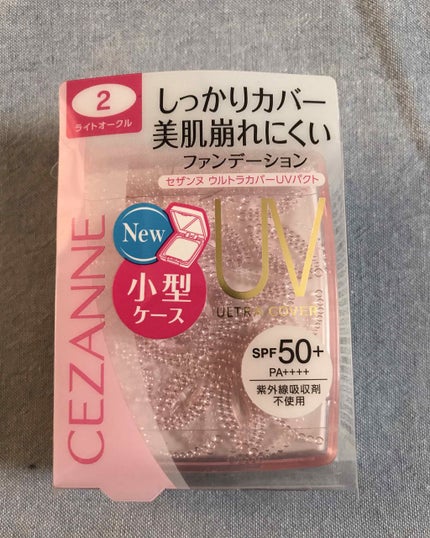 2
ライトオークル
しっかりカバー
美肌崩れにくい
ファンデーション
セザンヌ ウルトラカバーUVパクト
CEZANNE
New
小型
ケース
UV
ULTRA COVER
SPF50+
PA++++
紫外線吸収剤
不使用